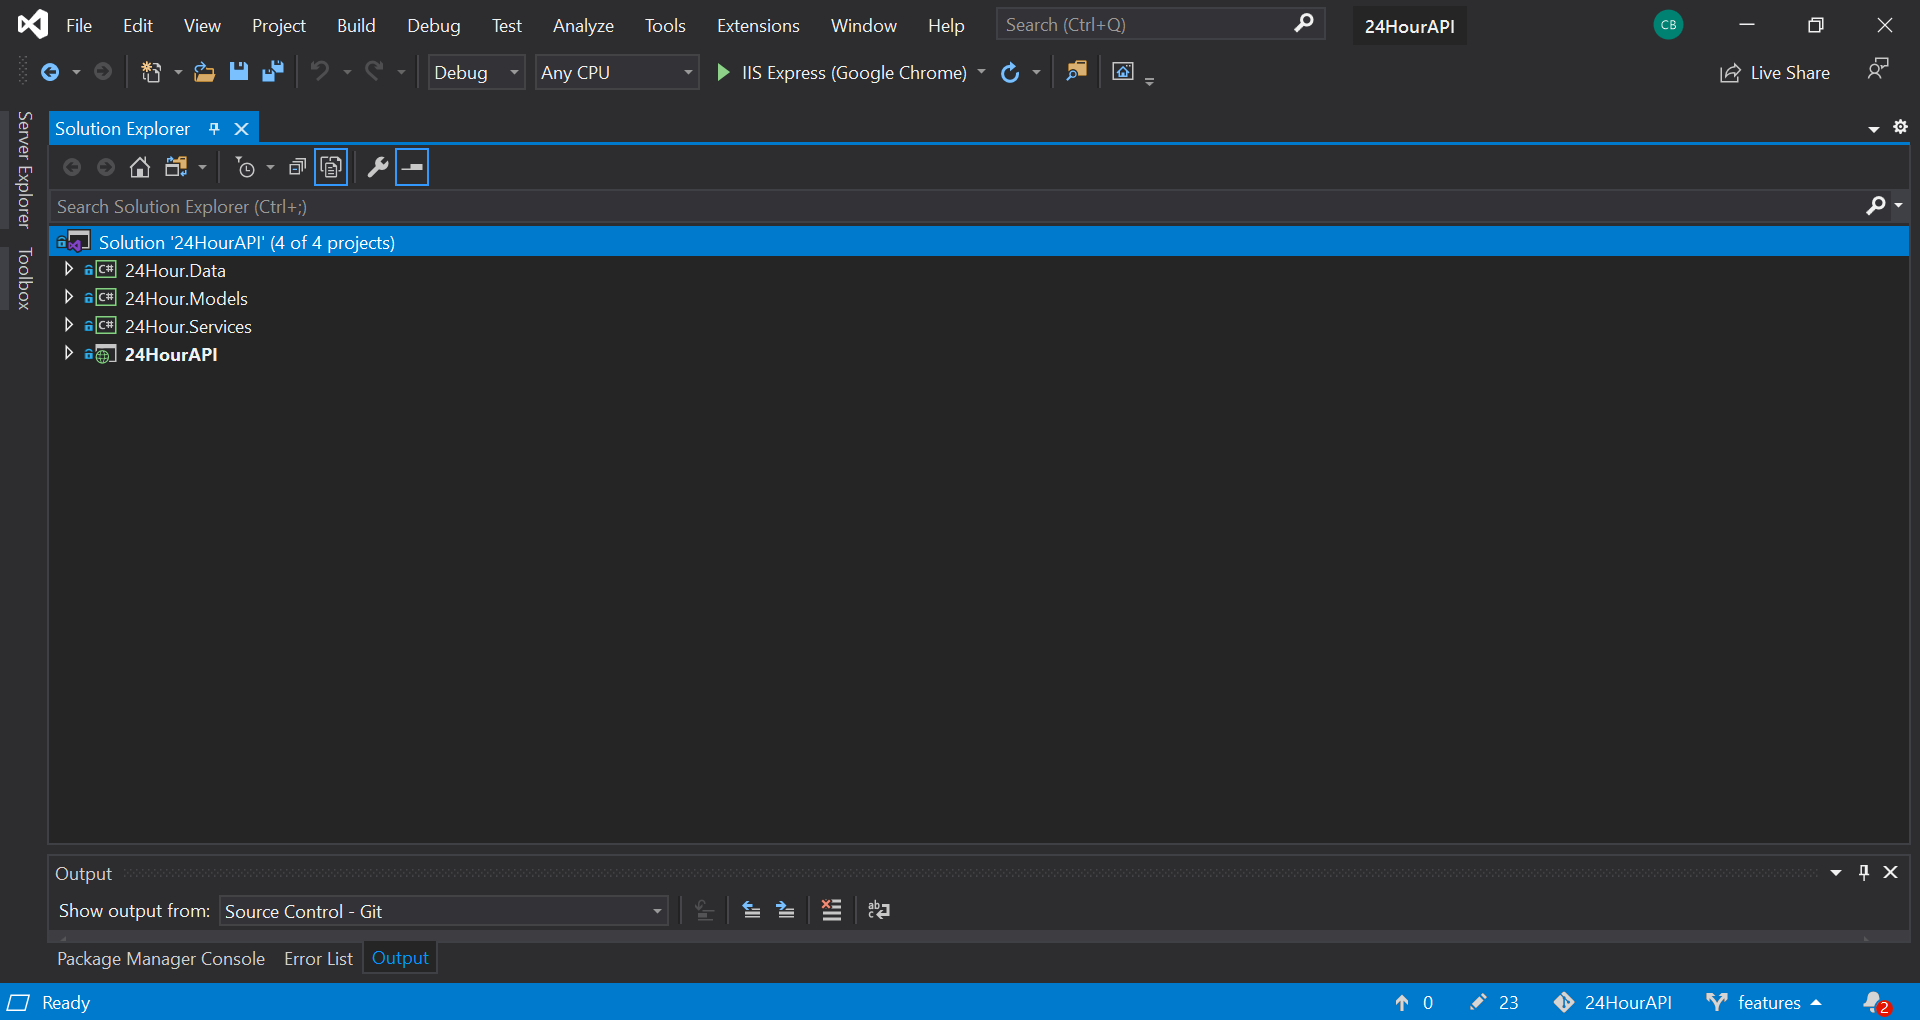 File Edit View Project Build Debug Test Analyze Tools Extensions Window Help Search (Ctrl+Q) 24HourAPI CB
Debug Any CPU IIS Express (Google Chrome) Live Share
Server Explorer
Toolbox
Solution Explorer
Search Solution Explorer (Ctrl+;)
Solution '24HourAPI' (4 of 4 projects)
C# 24Hour.Data
C# 24Hour.Models
C# 24Hour.Services
24HourAPI
Output
Show output from: Source Control - Git
Package Manager Console Error List Output
Ready 0 23 24HourAPI features 2